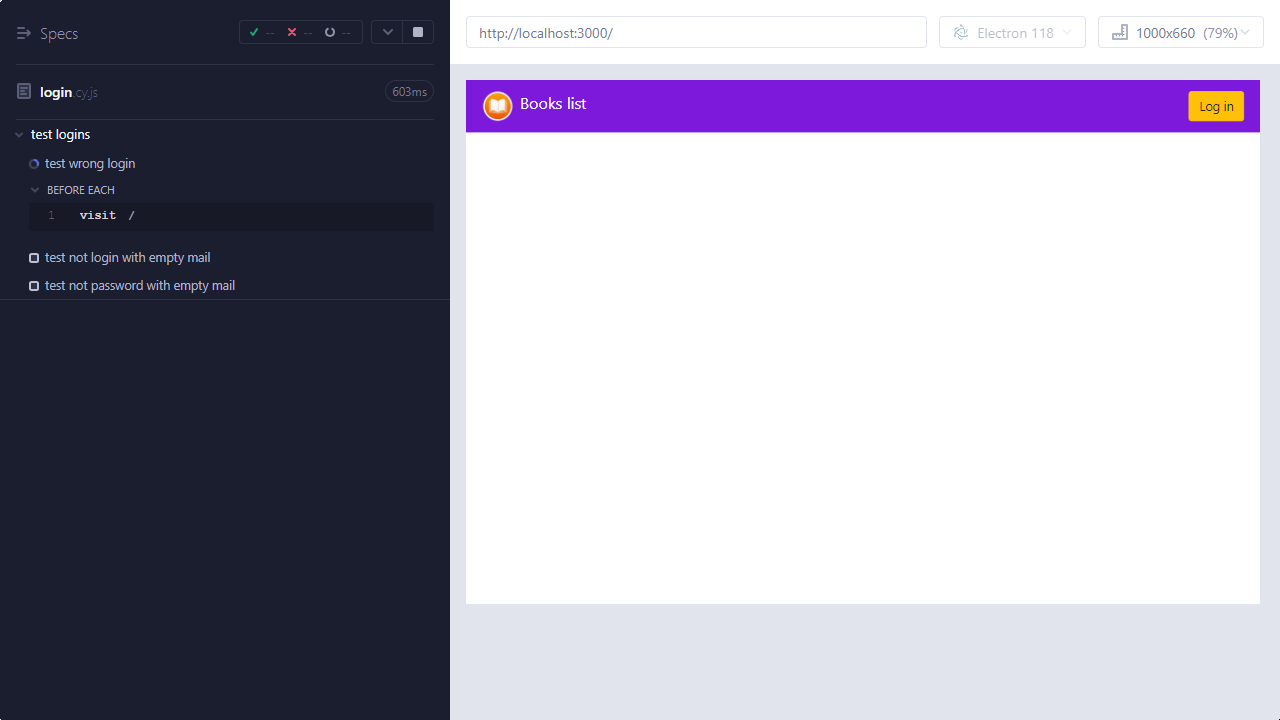 Specs
-- -- --
login cy.js
603ms
test logins
test wrong login
BEFORE EACH
1 visit /
test not login with empty mail
test not password with empty mail
http://localhost:3000/
Electron 118
1000x660 (79%)
Books list
Log in